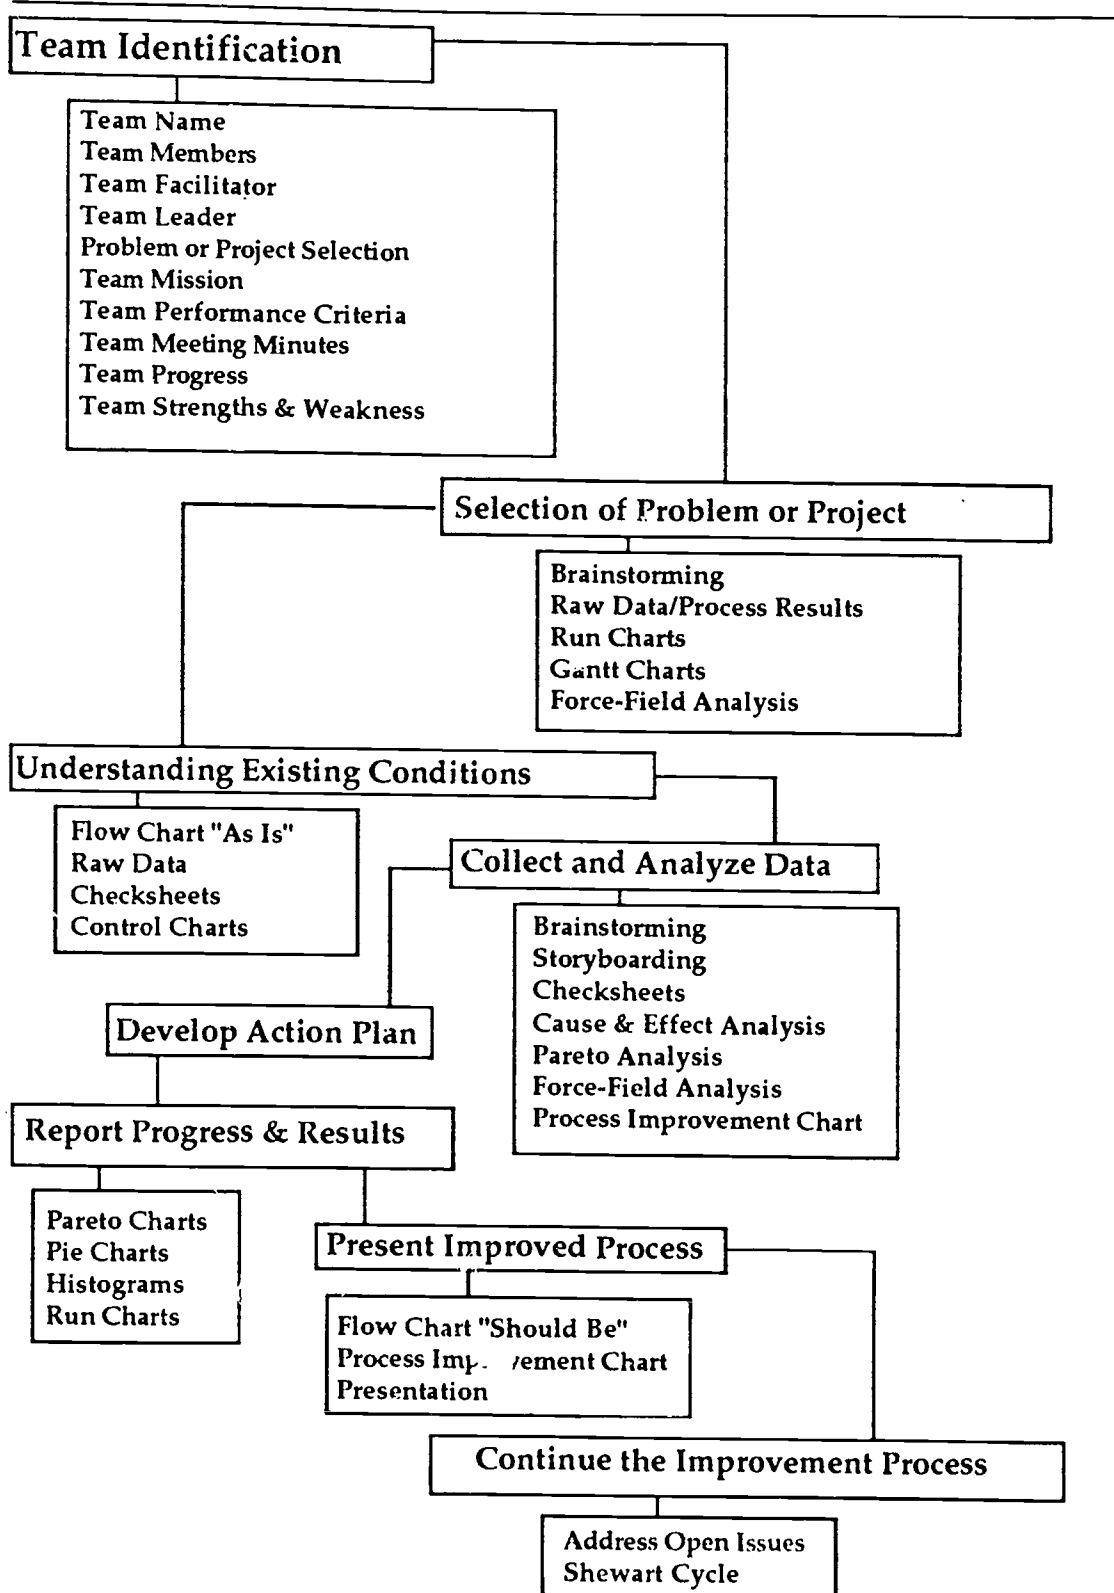 Team Identification
Team Name
Team Members
Team Facilitator
Team Leader
Problem or Project Selection
Team Mission
Team Performance Criteria
Team Meeting Minutes
Team Progress
Team Strengths & Weakness
Selection of Problem or Project
Brainstorming
Raw Data/Process Results
Run Charts
Gantt Charts
Force-Field Analysis
Understanding Existing Conditions
Flow Chart "As Is"
Raw Data
Checksheets
Control Charts
Collect and Analyze Data
Brainstorming
Storyboarding
Checksheets
Cause & Effect Analysis
Pareto Analysis
Force-Field Analysis
Process Improvement Chart
Develop Action Plan
Report Progress & Results
Pareto Charts
Pie Charts
Histograms
Run Charts
Present Improved Process
Flow Chart "Should Be"
Process Chart
Presentation
Continue the Improvement Process
Address Open Issues
Shewart Cycle